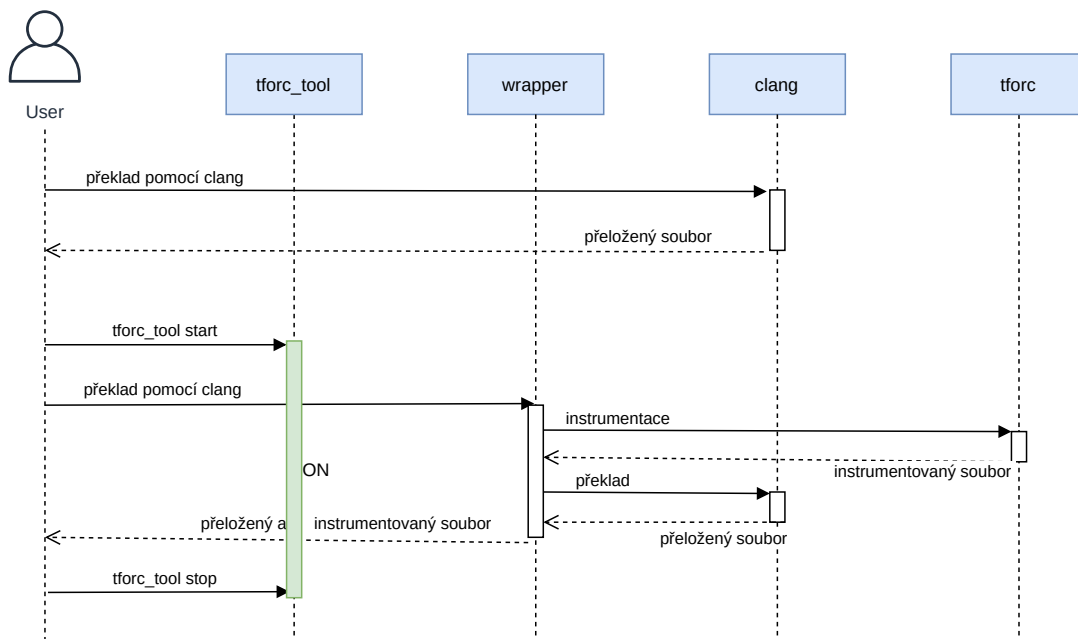 User
tforc_tool
wrapper
clang
tforc
překlad pomocí clang
přeložený soubor
tforc_tool start
překlad pomocí clang
instrumentace
ON
instrumentovaný soubor
překlad
přeložený a instrumentovaný soubor
přeložený soubor
tforc_tool stop